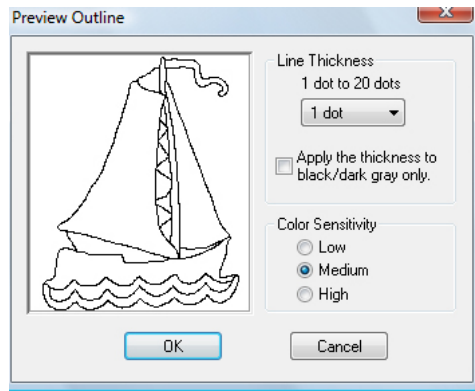 Preview Outline
Line Thickness
1 dot to 20 dots
1 dot
Apply the thickness to
black/dark gray only.
Color Sensitivity
Low
Medium
High
OK
Cancel